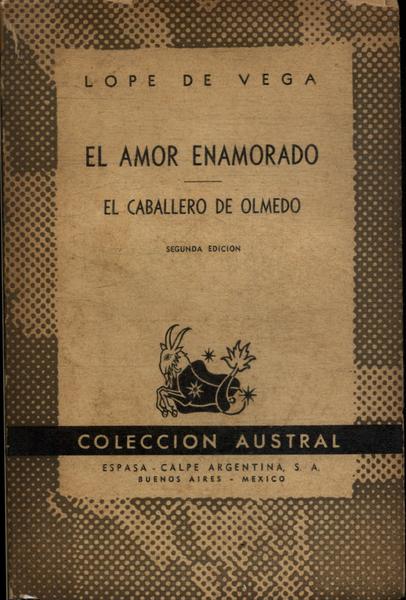 LOPE DE VEGA
EL AMOR ENAMORADO
EL CABALLERO DE OLMEDO
SEGUNDA EDICION
COLECCION AUSTRAL
ESPASA - CALPE ARGENTINA, S. A.
BUENOS AIRES - MEXICO